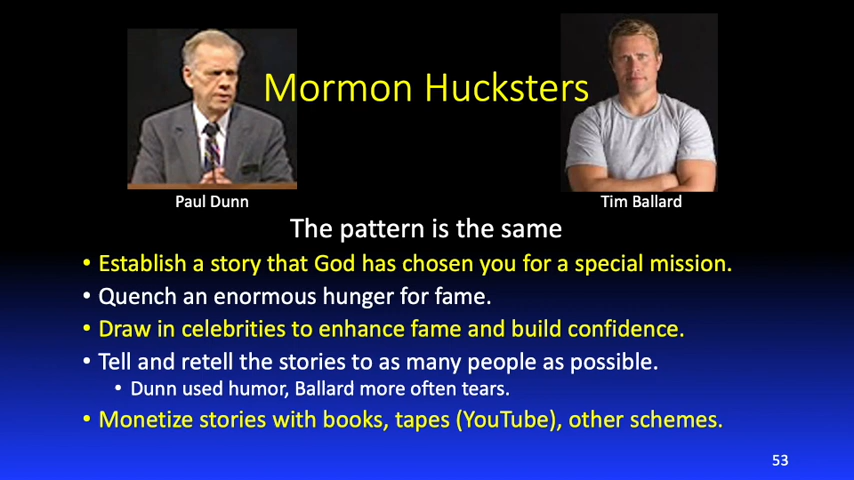 Mormon Hucksters
Paul Dunn
Tim Ballard
The pattern is the same
• Establish a story that God has chosen you for a special mission.
• Quench an enormous hunger for fame.
• Draw in celebrities to enhance fame and build confidence.
• Tell and retell the stories to as many people as possible.
• Dunn used humor, Ballard more often tears.
• Monetize stories with books, tapes (YouTube), other schemes.
53